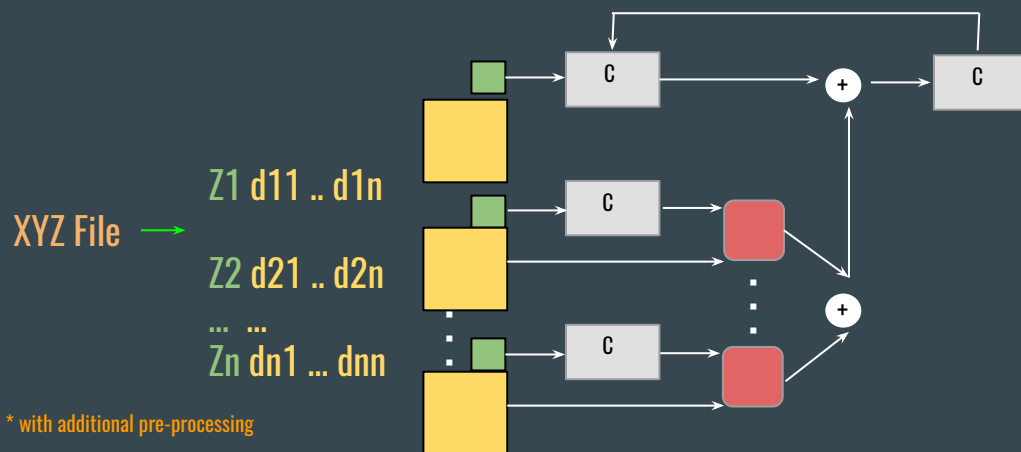 C
C
+
Z1 d11 .. d1n
C
XYZ File
Z2 d21 .. d2n
+
... ...
C
Zn dn1 ... dnn
* with additional pre-processing